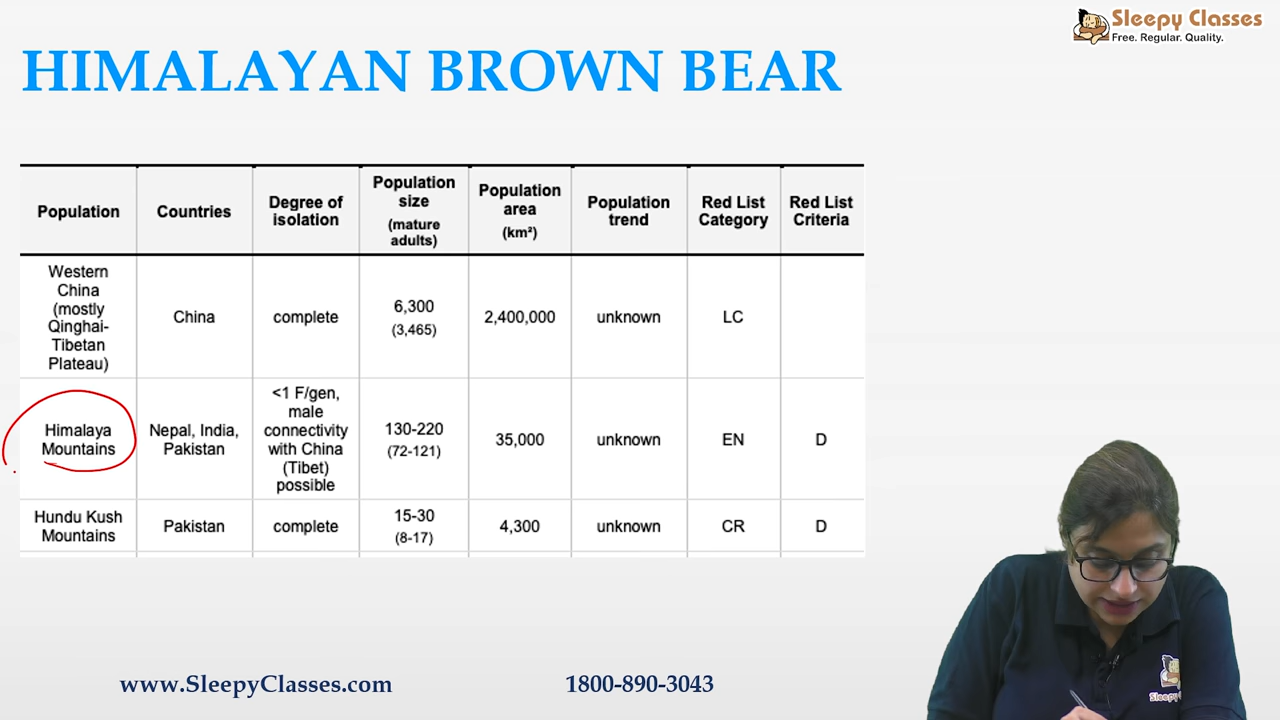 Sleepy Classes
Free. Regular. Quality.
HIMALAYAN BROWN BEAR
Population
Countries
Degree of
isolation
Population
size
(mature
adults)
Population
area
(km²)
Population
trend
Red List
Category
Red List
Criteria
Western
China
(mostly
Qinghai-
Tibetan
Plateau)
China
complete
6,300
(3,465)
2,400,000
unknown
LC
Himalaya
Mountains
Nepal, India,
Pakistan
<1 F/gen,
male
connectivity
with China
(Tibet)
possible
130-220
(72-121)
35,000
unknown
EN
D
Hundu Kush
Mountains
Pakistan
complete
15-30
(8-17)
4,300
unknown
CR
D
www.SleepyClasses.com
1800-890-3043